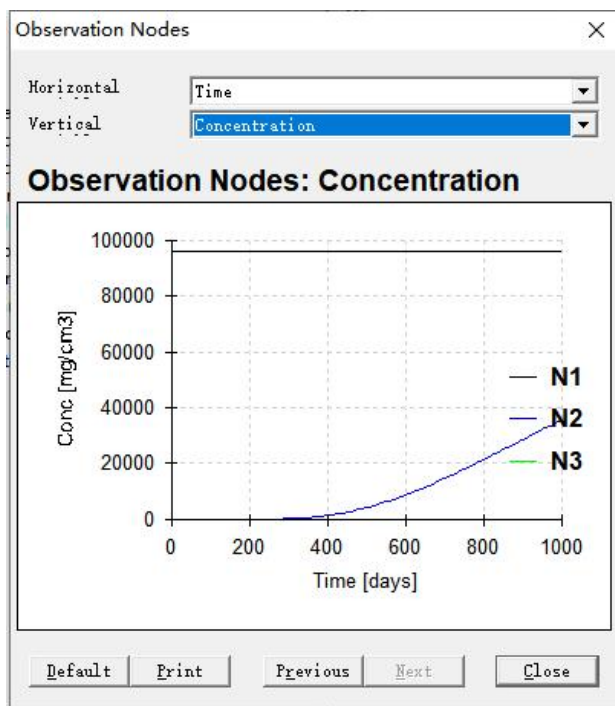 Observation Nodes
Horizontal Time
Vertical Concentration
Observation Nodes: Concentration
100000
80000
60000
40000
20000
0
Conc [mg/cm3]
N1
N2
N3
0 200 400 600 800 1000
Time [days]
Default Print Previous Next Close